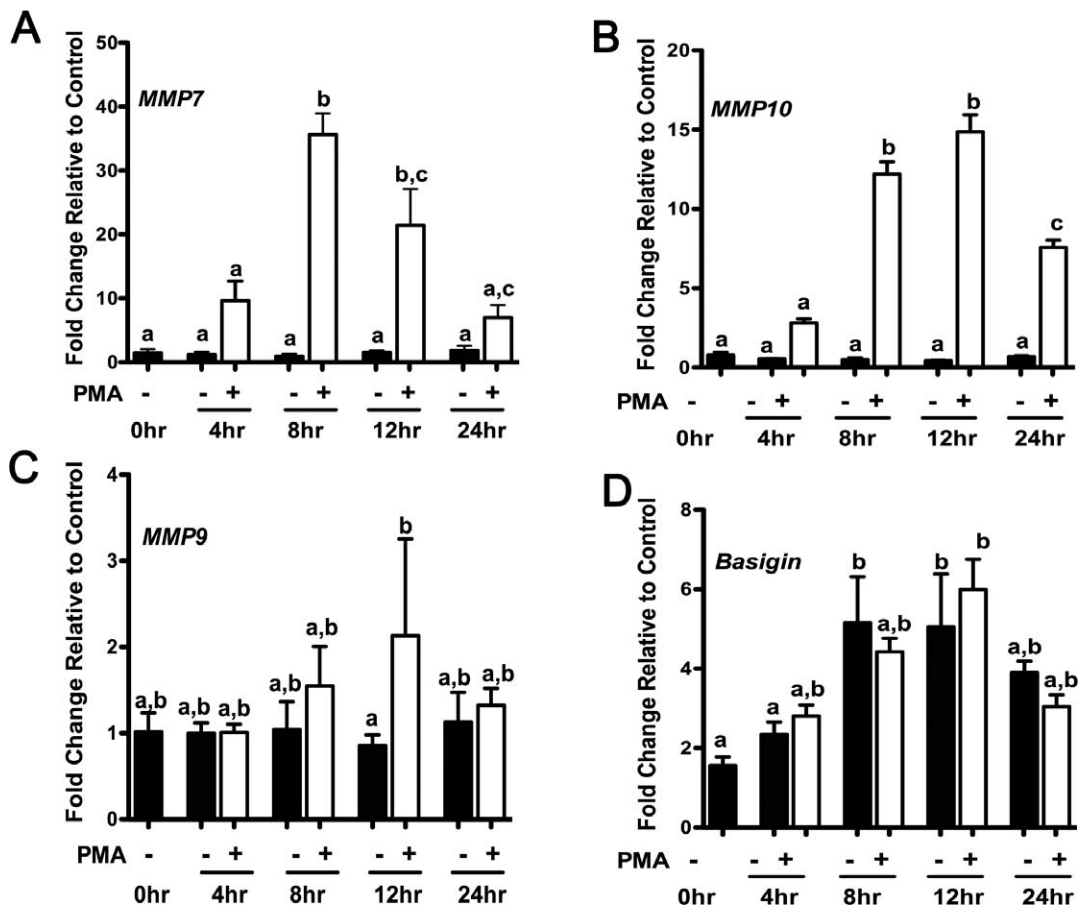 A
Fold Change Relative to Control
50
40
30
20
10
0
MMP7
a a a a b a b,c a a,c
PMA - - + - + - + - +
0hr 4hr 8hr 12hr 24hr
B
Fold Change Relative to Control
20
15
10
5
0
MMP10
a a a a b a b a c
PMA - - + - + - + - +
0hr 4hr 8hr 12hr 24hr
C
Fold Change Relative to Control
4
3
2
1
0
MMP9
a,b a,b a,b a,b a,b a b a,b a,b
PMA - - + - + - + - +
0hr 4hr 8hr 12hr 24hr
D
Fold Change Relative to Control
8
6
4
2
0
Basigin
a a a,b b a,b b b a,b a,b
PMA - - + - + - + - +
0hr 4hr 8hr 12hr 24hr